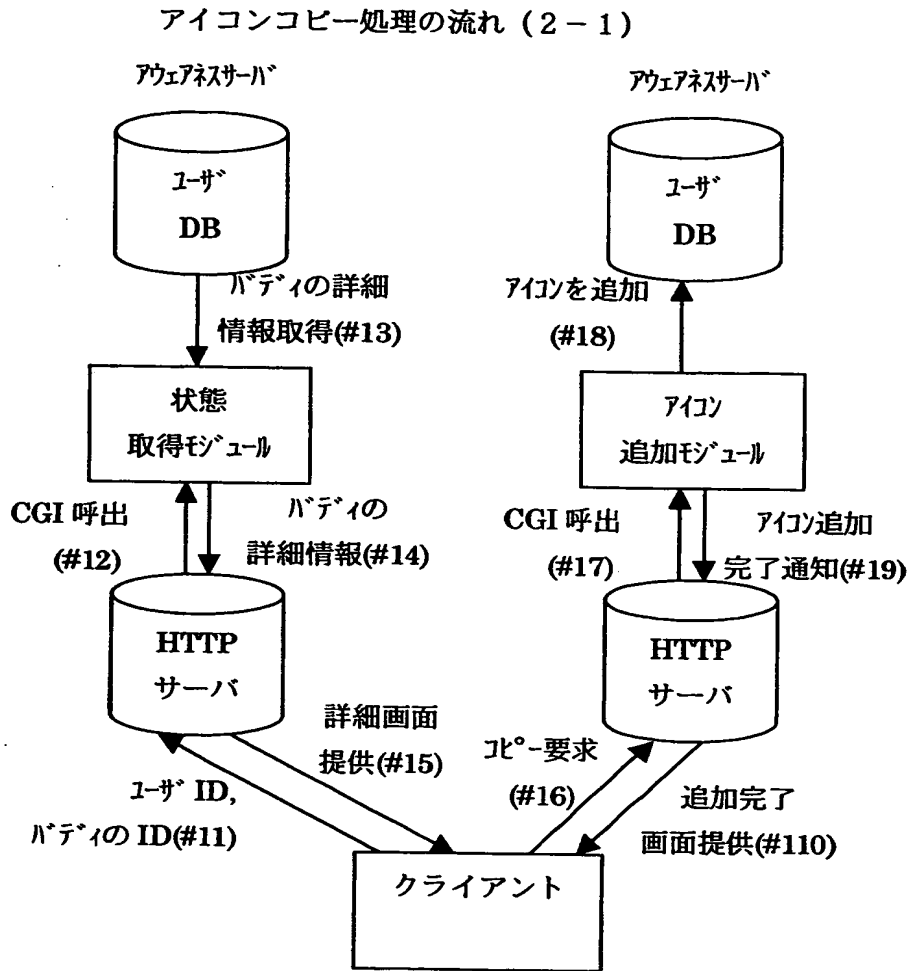 アイコンコピー処理の流れ（２－１）
ｱｳｪｱﾈｽｻｰﾊﾞ
ﾕｰｻﾞ
DB
ﾊﾞﾃﾞｨの詳細
情報取得(#13)
状態
取得ﾓｼﾞｭｰﾙ
CGI 呼出
(#12)
ﾊﾞﾃﾞｨの
詳細情報(#14)
HTTP
サーバ
詳細画面
提供(#15)
ﾕｰｻﾞ ID,
ﾊﾞﾃﾞｨの ID(#11)
ｱｳｪｱﾈｽｻｰﾊﾞ
ﾕｰｻﾞ
DB
ｱｲｺﾝを追加
(#18)
ｱｲｺﾝ
追加ﾓｼﾞｭｰﾙ
CGI 呼出
(#17)
ｱｲｺﾝ追加
完了通知(#19)
HTTP
サーバ
ｺﾋﾟｰ要求
(#16)
追加完了
画面提供(#110)
クライアント